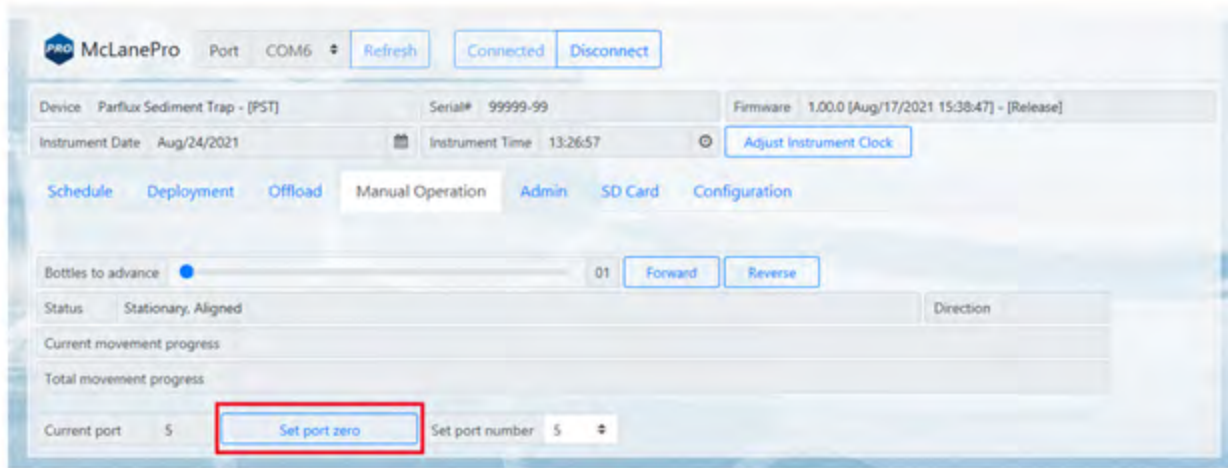 PRO McLanePro Port COM6 Refresh Connected Disconnect
Device Parflux Sediment Trap - [PST] Serial# 99999-99 Firmware 1.00.0 [Aug/17/2021 15:38:47] - [Release]
Instrument Date Aug/24/2021 Instrument Time 13:26:57 Adjust Instrument Clock
Schedule Deployment Offload Manual Operation Admin SD Card Configuration
Bottles to advance 01 Forward Reverse
Status Stationary. Aligned Direction
Current movement progress
Total movement progress
Current port 5 Set port zero Set port number 5